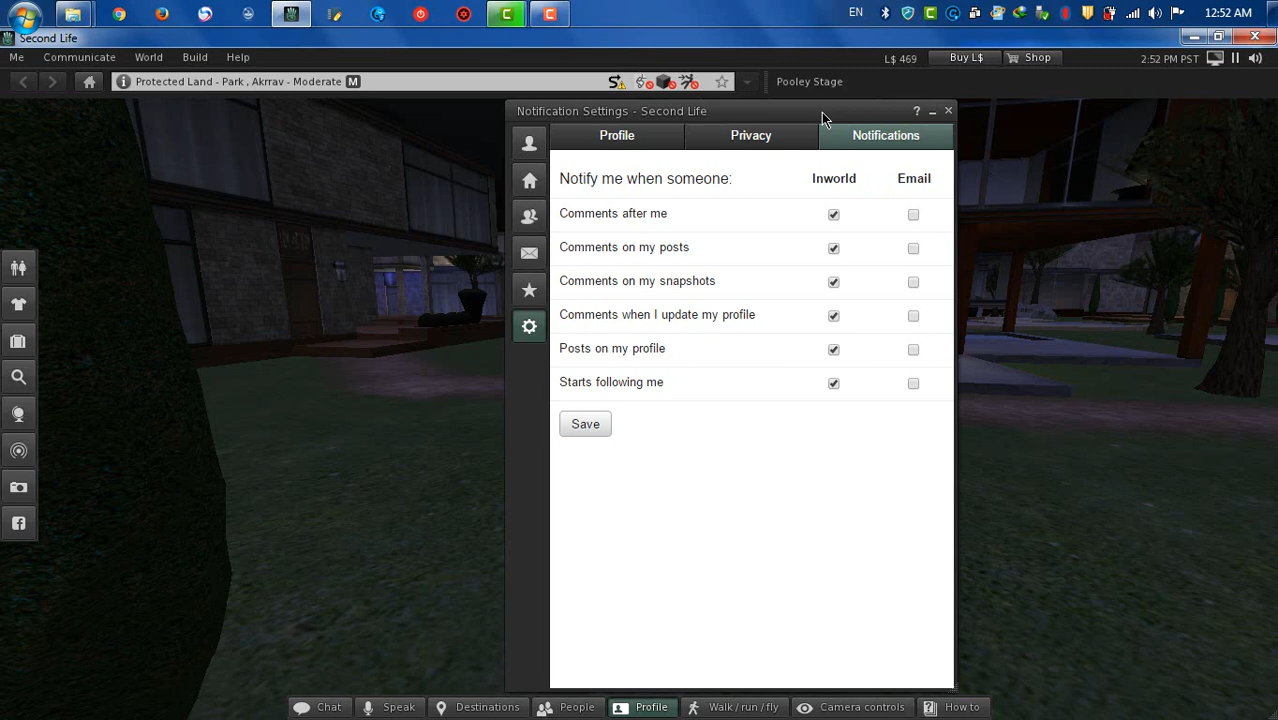 EN
12:52 AM
Second Life
Me Communicate World Build Help
L$ 469 Buy L$ Shop 2:52 PM PST
Protected Land - Park , Akrrav - Moderate M
Pooley Stage
Notification Settings - Second Life
Profile Privacy Notifications
Notify me when someone: Inworld Email
Comments after me
Comments on my posts
Comments on my snapshots
Comments when I update my profile
Posts on my profile
Starts following me
Save
Chat Speak Destinations People Profile Walk / run / fly Camera controls How to